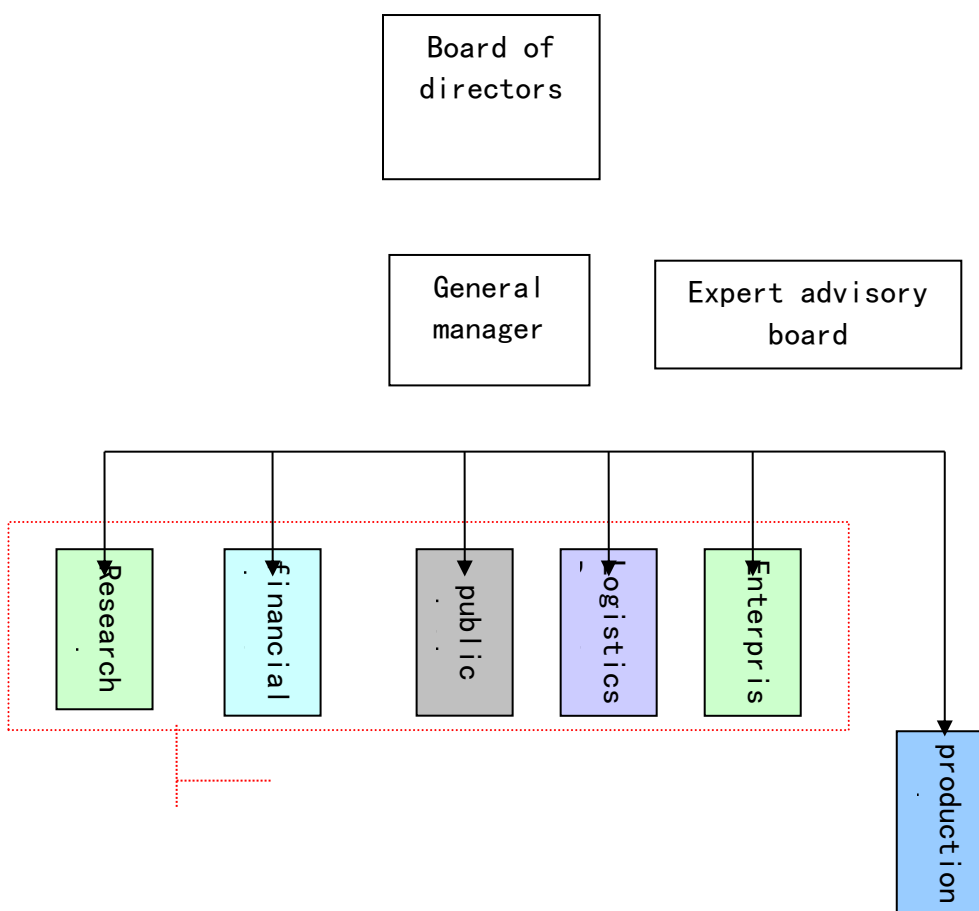 Board of
directors
General
manager
Expert advisory
board
Research
financial
public
Logistics
Enterpris
production